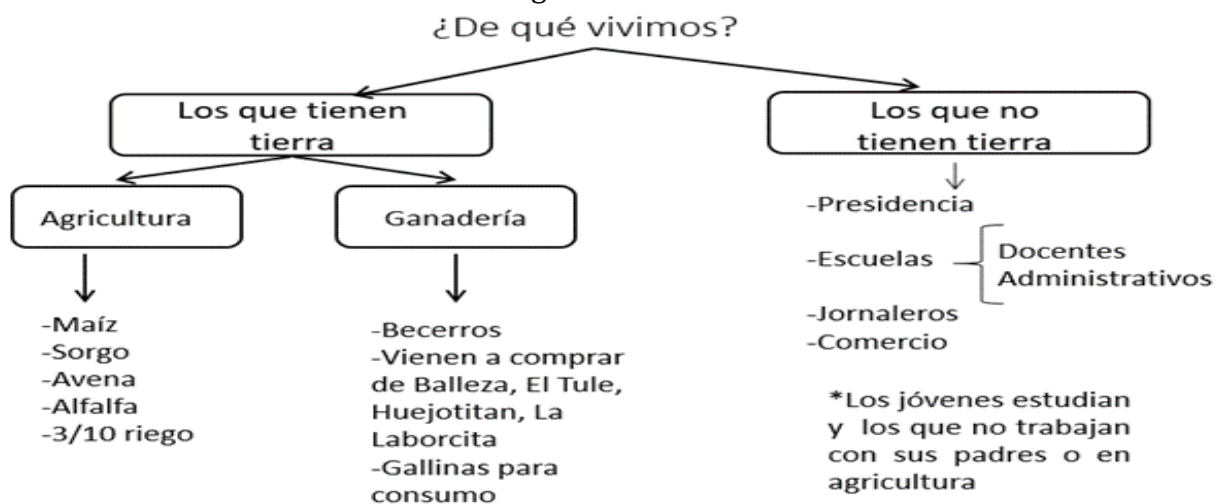 ¿De qué vivimos?
Los que tienen
tierra
Los que no
tienen tierra
Agricultura
Ganadería
-Maíz
-Sorgo
-Avena
-Alfalfa
-3/10 riego
-Becerros
-Vienen a comprar
de Balleza, El Tule,
Huejotitan, La
Laborcita
-Gallinas para
consumo
-Presidencia
-Escuelas
Docentes
Administrativos
-Jornaleros
-Comercio
*Los jóvenes estudian
y los que no trabajan
con sus padres o en
agricultura